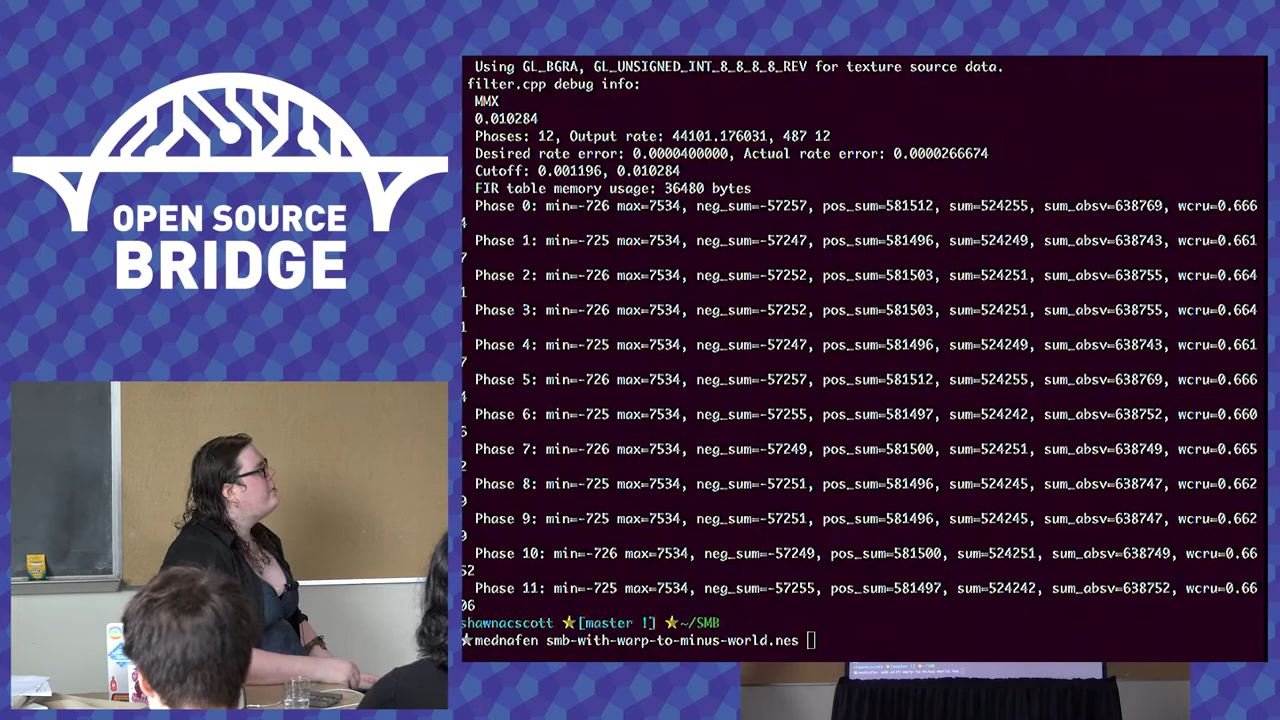 OPEN SOURCE
BRIDGE
Using GL_BGRA, GL_UNSIGNED_INT_8_8_8_8_REV for texture source data.
filter.cpp debug info:
MMX
0.010284
Phases: 12, Output rate: 44101.176031, 487 12
Desired rate error: 0.0000400000, Actual rate error: 0.0000266674
Cutoff: 0.001196, 0.010284
FIR table memory usage: 36480 bytes
Phase 0: min=-726 max=7534, neg_sum=-57257, pos_sum=581512, sum=524255, sum_absv=638769, wcru=0.666
4
Phase 1: min=-725 max=7534, neg_sum=-57247, pos_sum=581496, sum=524249, sum_absv=638743, wcru=0.661
7
Phase 2: min=-726 max=7534, neg_sum=-57252, pos_sum=581503, sum=524251, sum_absv=638755, wcru=0.664
1
Phase 3: min=-726 max=7534, neg_sum=-57252, pos_sum=581503, sum=524251, sum_absv=638755, wcru=0.664
1
Phase 4: min=-725 max=7534, neg_sum=-57247, pos_sum=581496, sum=524249, sum_absv=638743, wcru=0.661
7
Phase 5: min=-726 max=7534, neg_sum=-57257, pos_sum=581512, sum=524255, sum_absv=638769, wcru=0.666
4
Phase 6: min=-725 max=7534, neg_sum=-57255, pos_sum=581497, sum=524242, sum_absv=638752, wcru=0.660
6
Phase 7: min=-726 max=7534, neg_sum=-57249, pos_sum=581500, sum=524251, sum_absv=638749, wcru=0.665
2
Phase 8: min=-725 max=7534, neg_sum=-57251, pos_sum=581496, sum=524245, sum_absv=638747, wcru=0.662
9
Phase 9: min=-725 max=7534, neg_sum=-57251, pos_sum=581496, sum=524245, sum_absv=638747, wcru=0.662
9
Phase 10: min=-726 max=7534, neg_sum=-57249, pos_sum=581500, sum=524251, sum_absv=638749, wcru=0.66
52
Phase 11: min=-725 max=7534, neg_sum=-57255, pos_sum=581497, sum=524242, sum_absv=638752, wcru=0.66
06
shawnacscott ★[master !] ★~/SMB
★mednafen smb-with-warp-to-minus-world.nes